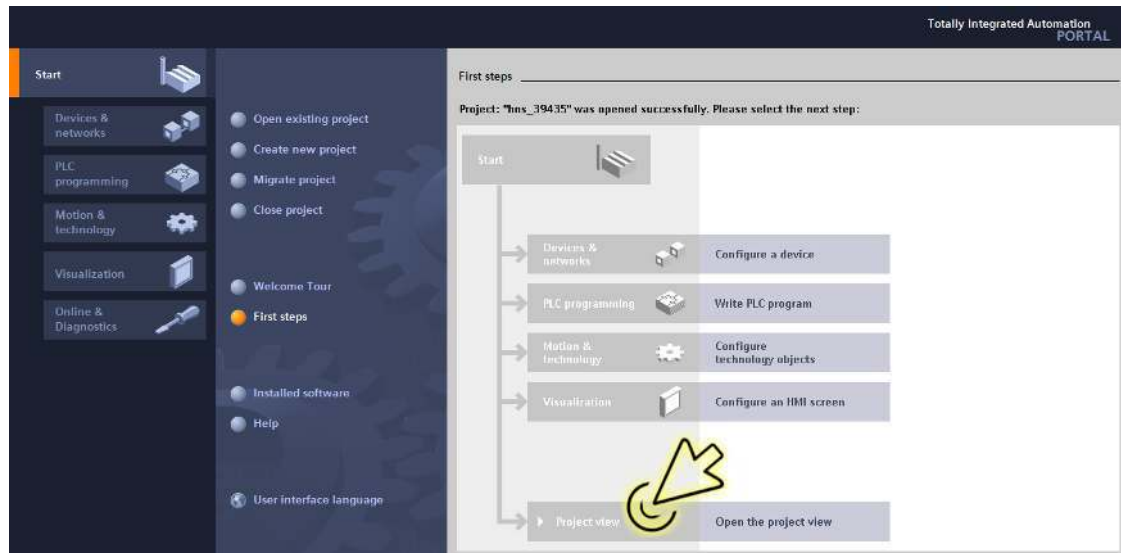 Totally Integrated Automation
PORTAL
Start
Devices &
networks
PLC
programming
Motion &
technology
Visualization
Online &
Diagnostics
Open existing project
Create new project
Migrate project
Close project
Welcome Tour
First steps
Installed software
Help
User interface language
First steps
Project: "hns_39435" was opened successfully. Please select the next step:
Start
Devices &
networks
Configure a device
PLC programming
Write PLC program
Motion &
technology
Configure
technology objects
Visualization
Configure an HMI screen
Project view
Open the project view